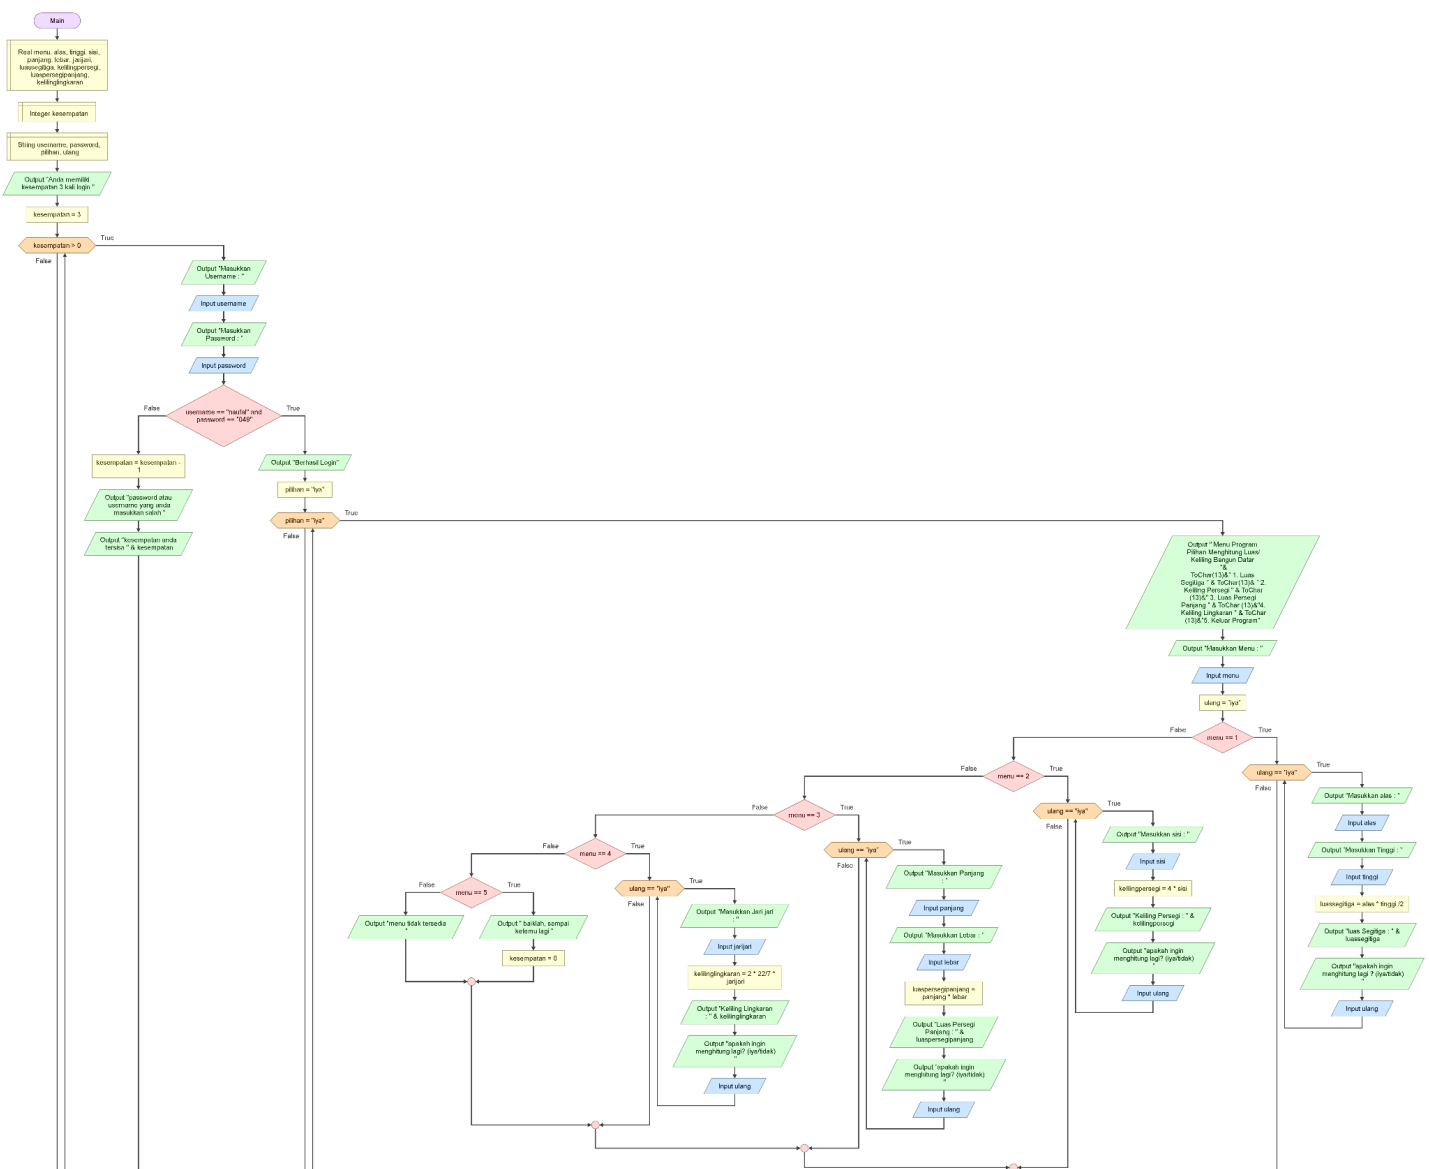 Main
Real menu, alas, tinggi, sisi,
panjang, lebar, jarijari,
luassegitiga, kelilingpersegi,
luaspersegipanjang,
kelilinglingkaran
Integer kesempatan
String username, password,
pilihan, ulang
Output "Anda memiliki
kesempatan 3 kali login "
kesempatan = 3
kesempatan > 0
True
False
Output "Masukkan
Username : "
Input username
Output "Masukkan
Password : "
Input password
False
True
username == "naufal" and
password == "049"
kesempatan = kesempatan -
1
Output "password atau
username yang anda
masukkan salah "
Output "kesempatan anda
tersisa " & kesempatan
Output "Berhasil Login"
pilihan = "iya"
pilihan = "iya"
True
False
Output " Menu Program
Pilihan Menghitung Luas/
Keliling Bangun Datar
"&
ToChar(13)&" 1. Luas
Segitiga " & ToChar(13)& " 2.
Keliling Persegi " & ToChar
(13)&" 3. Luas Persegi
Panjang " & ToChar (13)&"4.
Keliling Lingkaran " & ToChar
(13)&"5. Keluar Program"
Output "Masukkan Menu : "
Input menu
ulang = "iya"
False
True
menu == 1
ulang == "iya"
True
False
Output "Masukkan alas : "
Input alas
Output "Masukkan Tinggi : "
Input tinggi
luassegitiga = alas * tinggi /2
Output "luas Segitiga : " &
luassegitiga
Output "apakah ingin
menghitung lagi ? (iya/tidak)
"
Input ulang
False
True
menu == 2
ulang == "iya"
True
False
Output "Masukkan sisi : "
Input sisi
kelilingpersegi = 4 * sisi
Output "Keliling Persegi : " &
kelilingpersegi
Output "apakah ingin
menghitung lagi? (iya/tidak)
"
Input ulang
False
True
menu == 3
ulang == "iya"
True
False
Output "Masukkan Panjang
: "
Input panjang
Output "Masukkan Lebar : "
Input lebar
luaspersegipanjang =
panjang * lebar
Output "Luas Persegi
Panjang : " &
luaspersegipanjang
Output "apakah ingin
menghitung lagi? (iya/tidak)
"
Input ulang
False
True
menu == 4
ulang == "iya"
True
False
Output "Masukkan Jari jari
: "
Input jarijari
kelilinglingkaran = 2 * 22/7 *
jarijari
Output "Keliling Lingkaran
: " & kelilinglingkaran
Output "apakah ingin
menghitung lagi? (iya/tidak)
"
Input ulang
False
True
menu == 5
Output "menu tidak tersedia
"
Output " baiklah, sampai
ketemu lagi "
kesempatan = 0